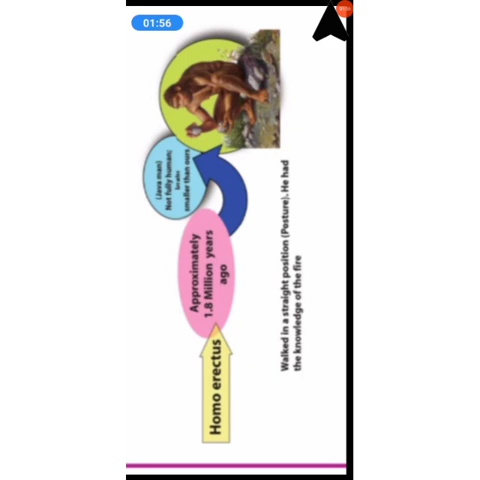 01:56
Homo erectus
Approximately
1.8 Million years
ago
(Java man)
Not fully human;
brains
smaller than ours
Walked in a straight position (Posture). He had
the knowledge of the fire